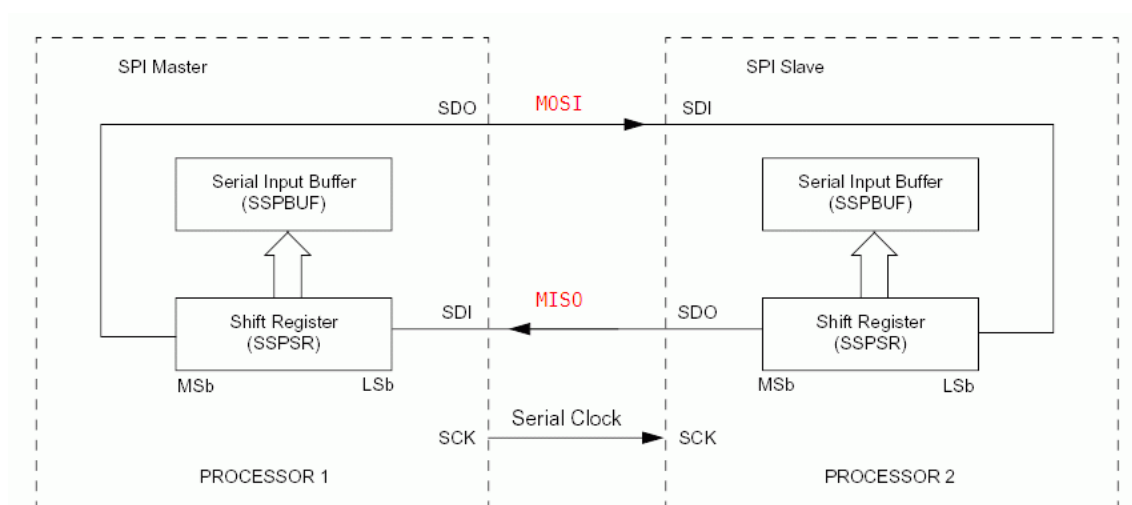 SPI Master
SPI Slave
SDO
MOSI
SDI
Serial Input Buffer
(SSPBUF)
Serial Input Buffer
(SSPBUF)
SDI
MISO
SDO
Shift Register
(SSPSR)
Shift Register
(SSPSR)
MSb
LSb
MSb
LSb
SCK
Serial Clock
SCK
PROCESSOR 1
PROCESSOR 2